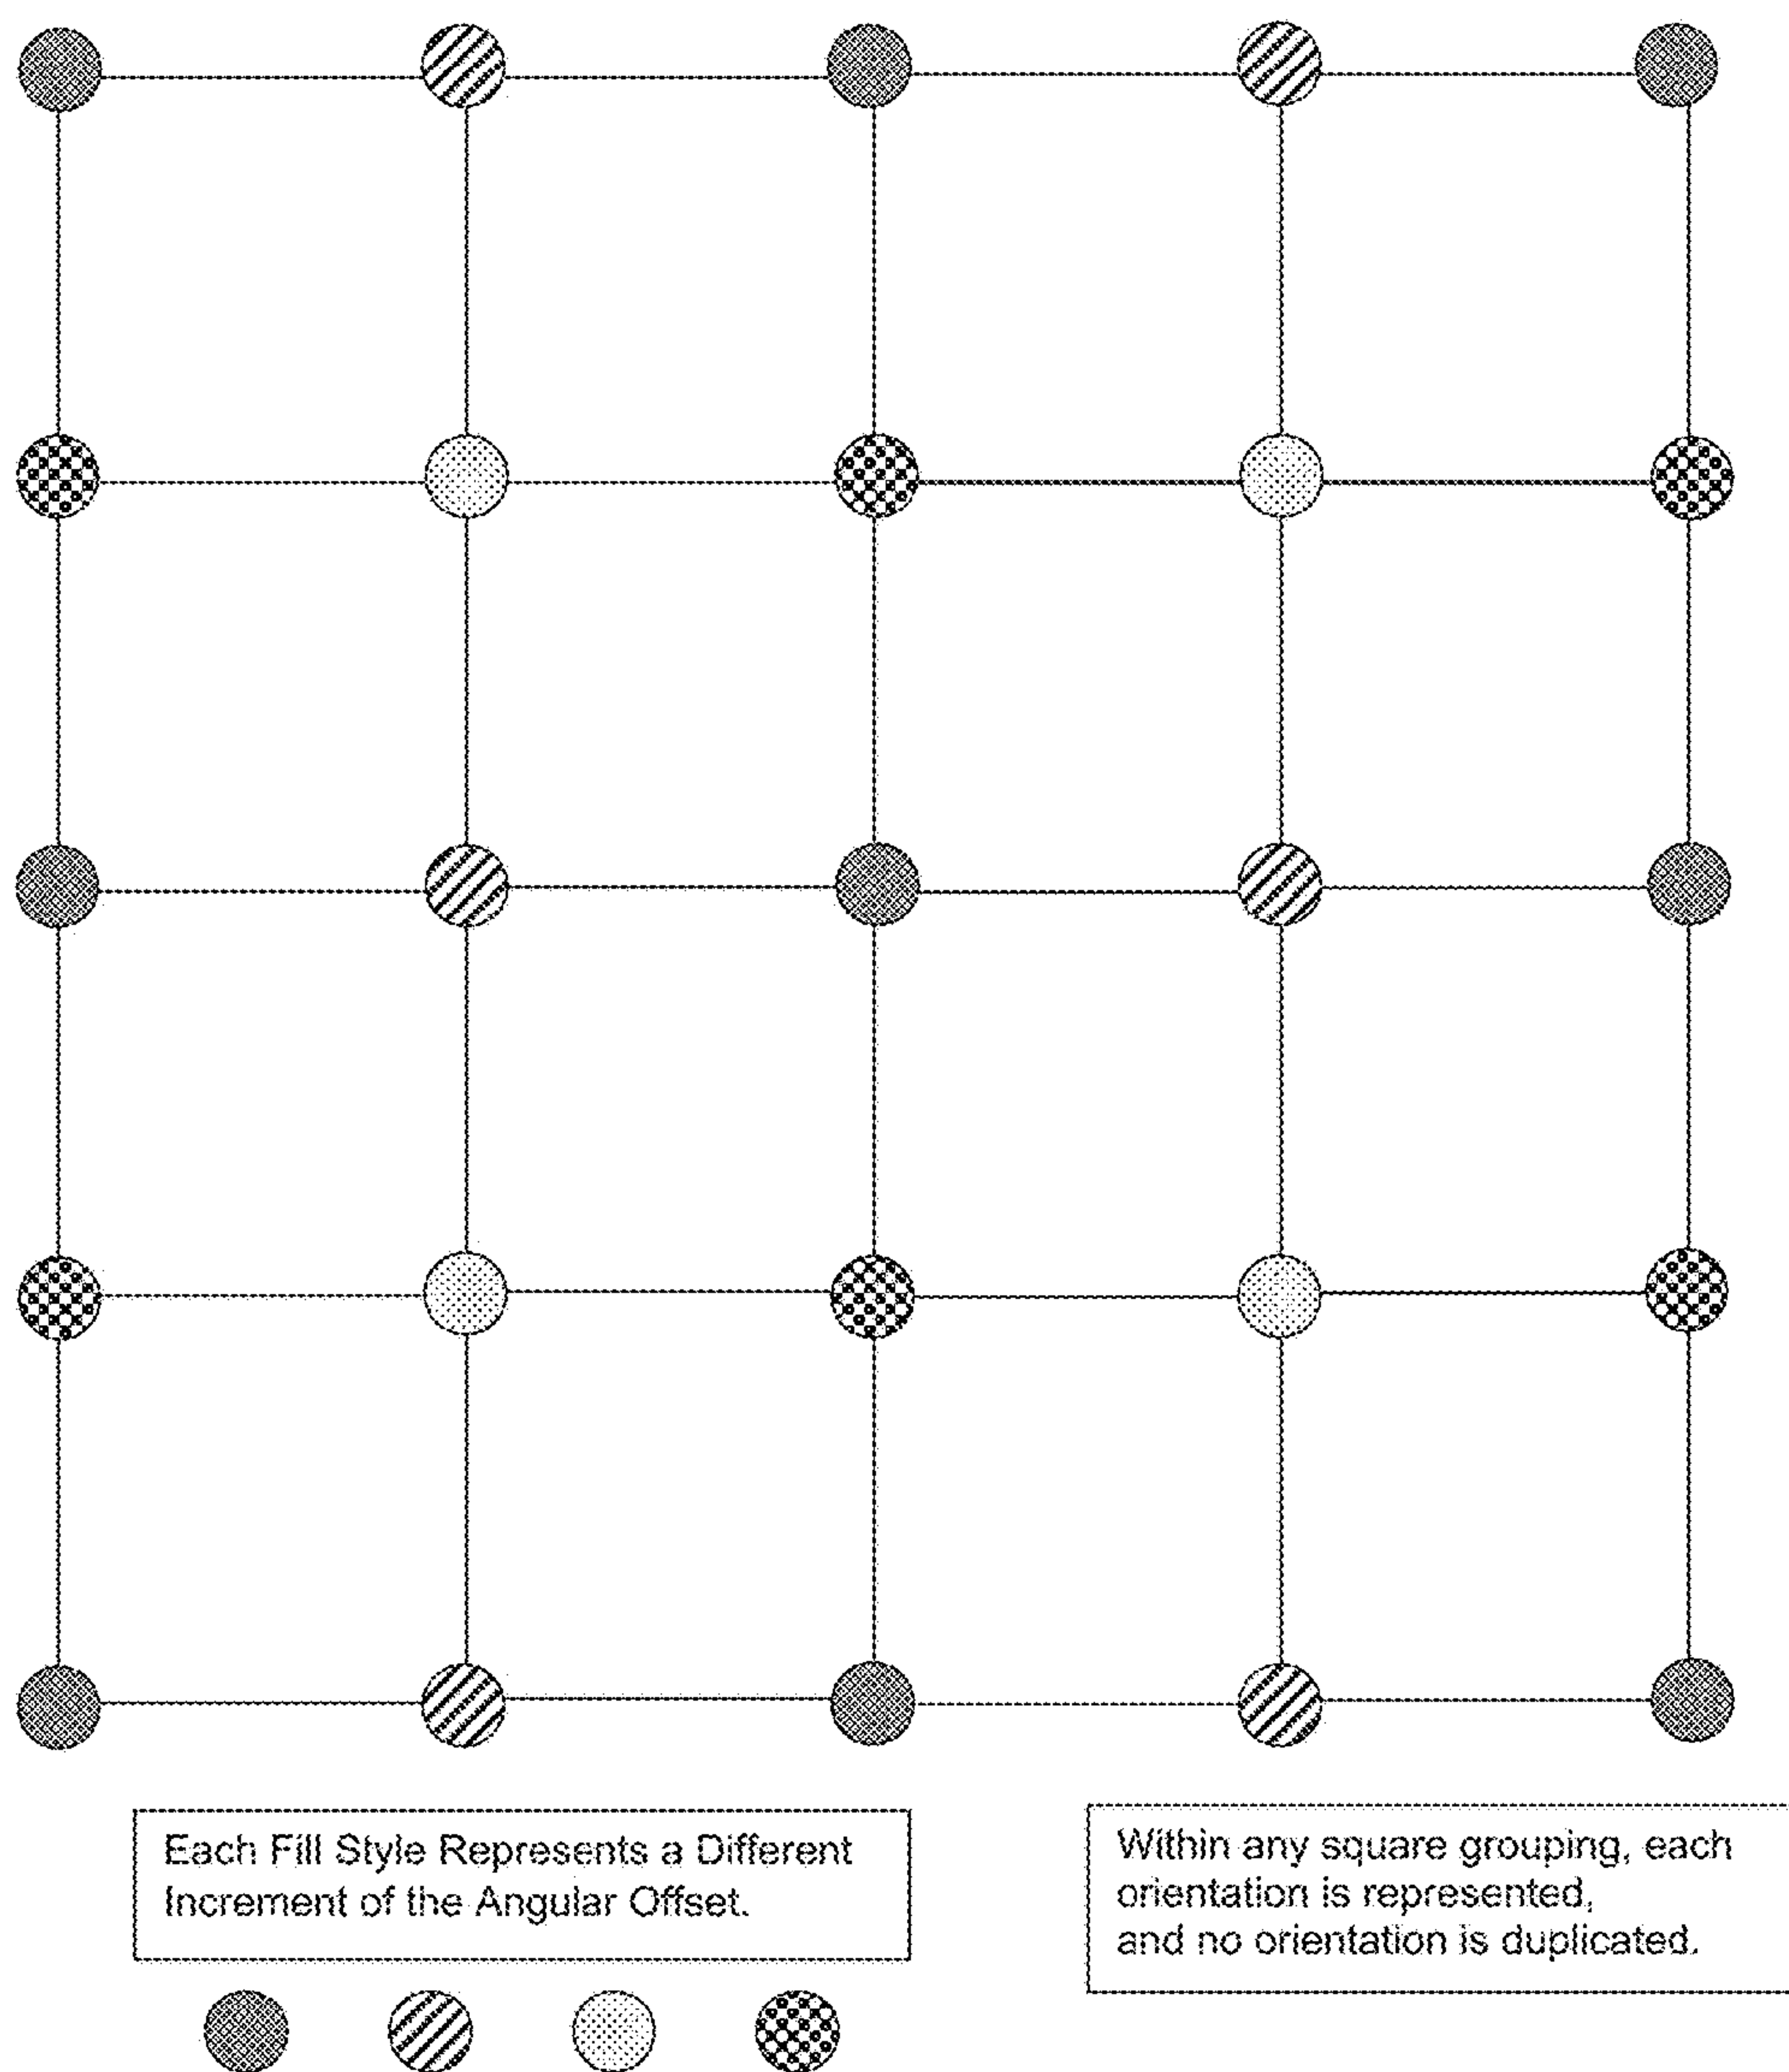 Each Fill Style Represents a Different
Increment of the Angular Offset.
Within any square grouping, each
orientation is represented,
and no orientation is duplicated.